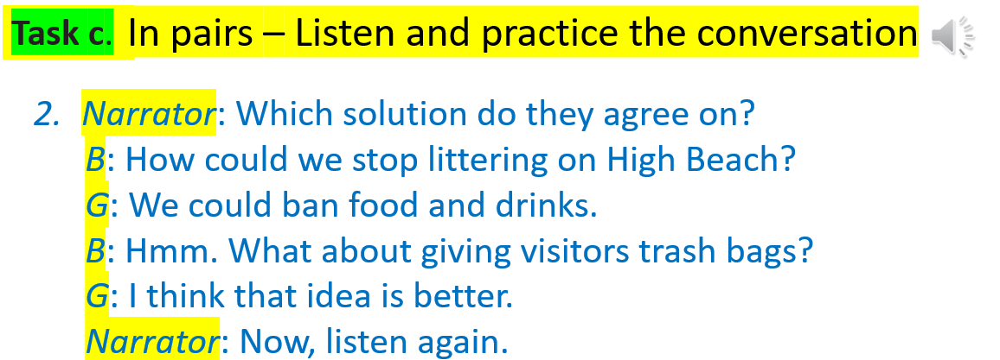 Task c. In pairs – Listen and practice the conversation
2. Narrator: Which solution do they agree on?
B: How could we stop littering on High Beach?
G: We could ban food and drinks.
B: Hmm. What about giving visitors trash bags?
G: I think that idea is better.
Narrator: Now, listen again.